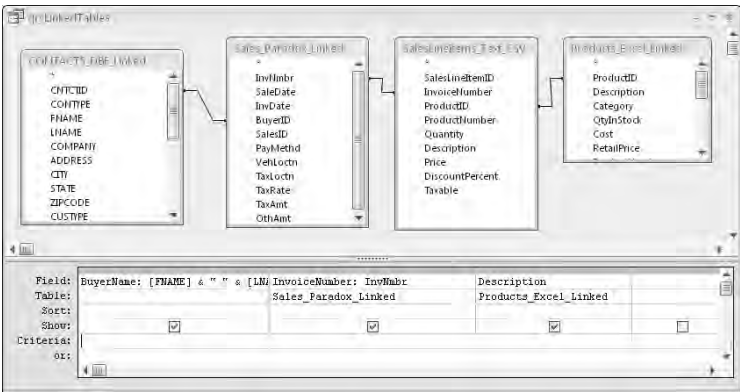 qryLinkedTables
CONTACTS_DBF_Linked
*
CNTCTID
CONTYPE
FNAME
LNAME
COMPANY
ADDRESS
CITY
STATE
ZIPCODE
CUSTYPE
Sales_Paradox_Linked
*
InvNmbr
SaleDate
InvDate
BuyerID
SalesID
PayMethd
VehLoctn
TaxLoctn
TaxRate
TaxAmt
OthAmt
*
SalesLineItemID
InvoiceNumber
ProductID
ProductNumber
Quantity
Description
Price
DiscountPercent
Taxable
Products_Excel_Linked
*
ProductID
Description
Category
QtyInStock
Cost
RetailPrice
Field: BuyerName: [FNAME] & " " & [LNA InvoiceNumber: InvNmbr Description
Table: Sales_Paradox_Linked Products_Excel_Linked
Sort:
Show:
Criteria:
or: